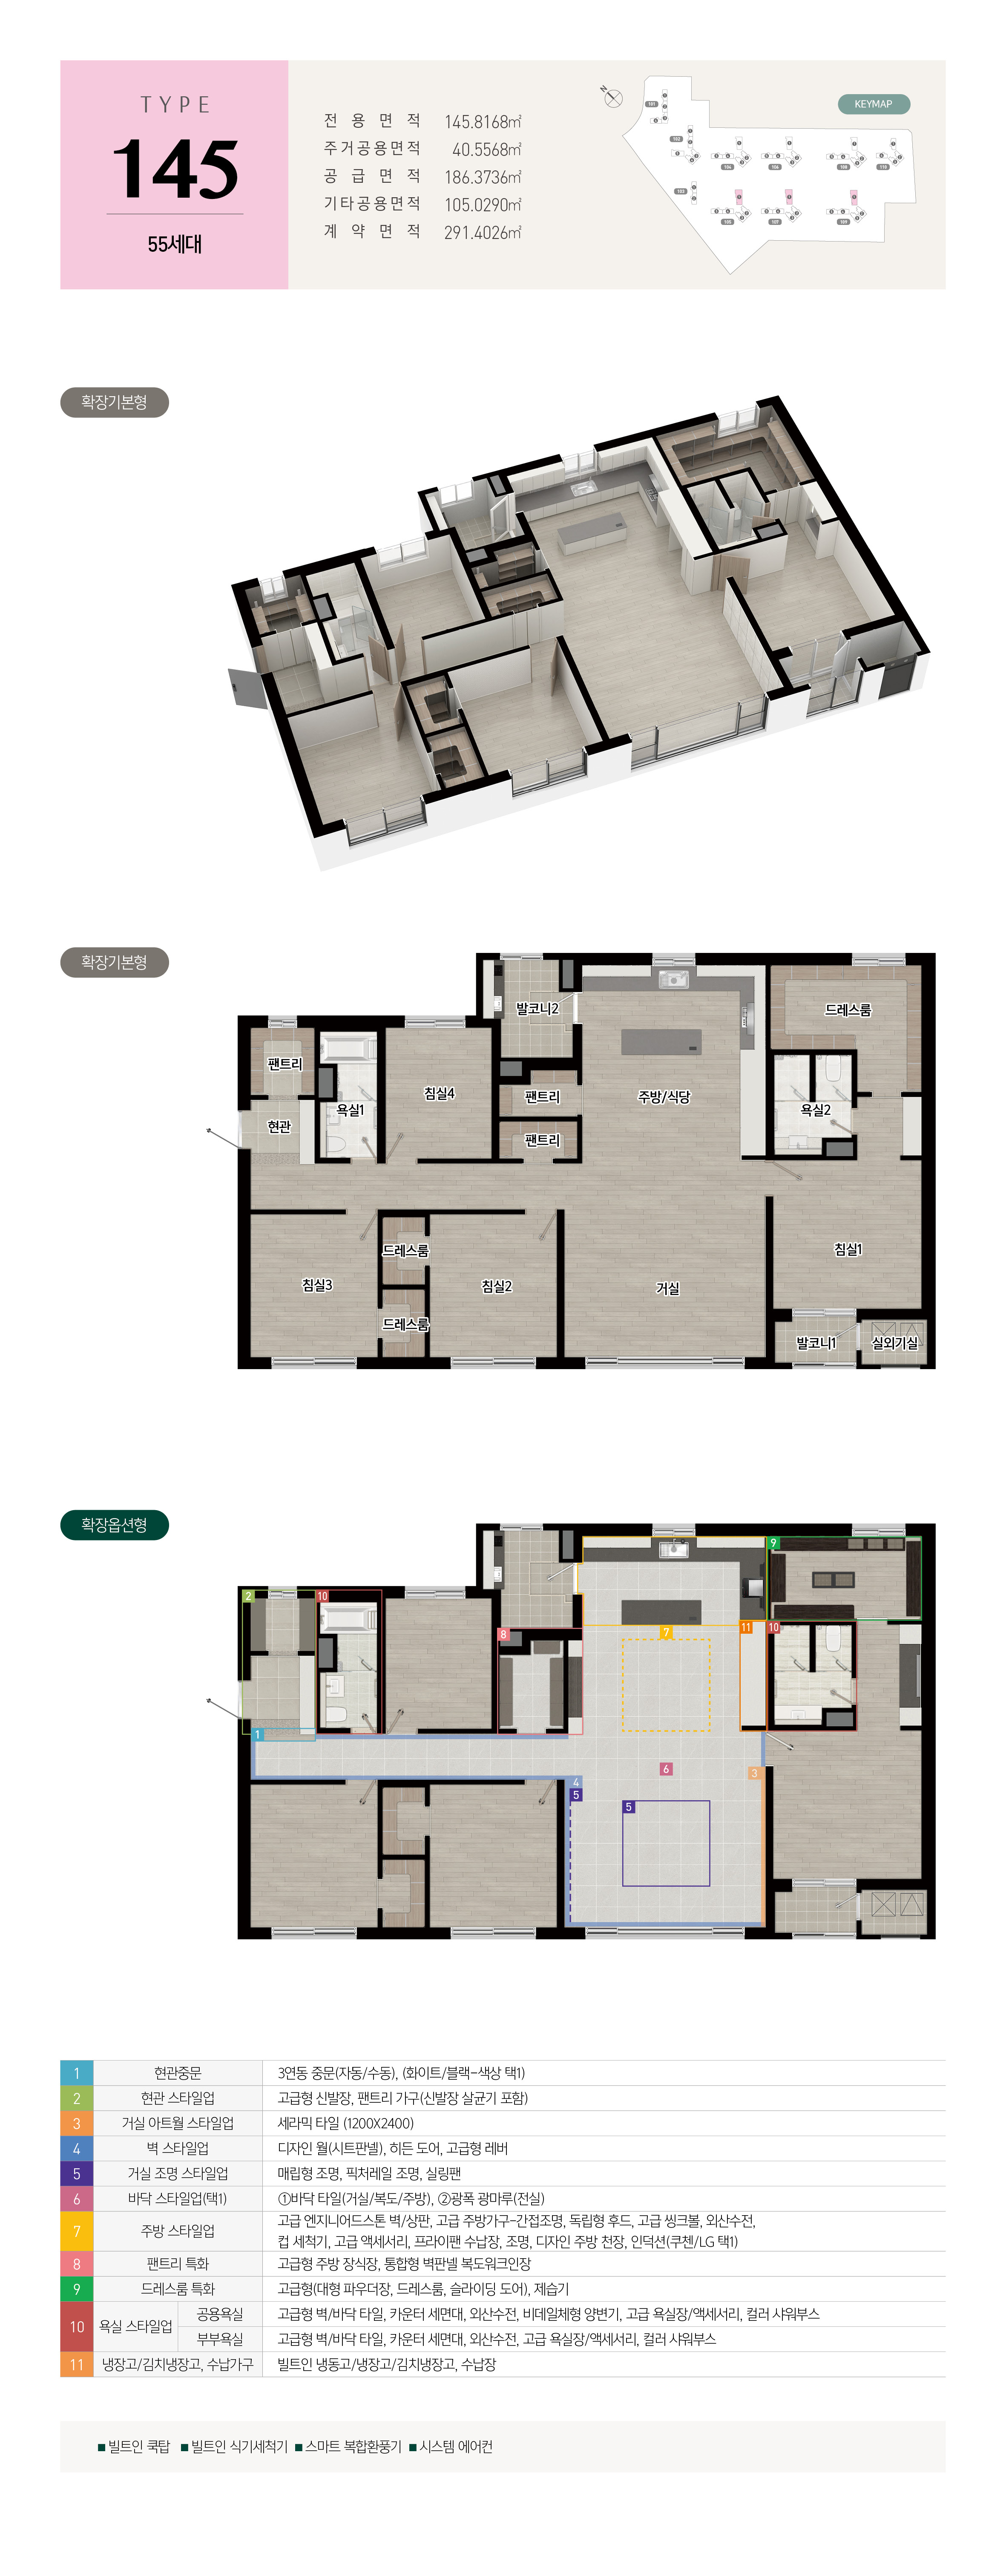 TYPE
145
55세대
전용면적 145.8168㎡
주거공용면적 40.5568㎡
공급면적 186.3736㎡
기타공용면적 105.0290㎡
계약면적 291.4026㎡
N
KEYMAP
101
102
103
확장기본형
확장기본형
발코니2
드레스룸
팬트리
욕실1
침실4
팬트리
주방/식당
욕실2
현관
팬트리
드레스룸
침실3
침실2
거실
침실1
드레스룸
발코니1
실외기실
확장옵션형
9
2
10
8
7
11
10
1
6
3
4
5
5
1 현관중문 3연동 중문(자동/수동), (화이트/블랙-색상 택1)
2 현관 스타일업 고급형 신발장, 팬트리 가구(신발장 살균기 포함)
3 거실 아트월 스타일업 세라믹 타일 (1200X2400)
4 벽 스타일업 디자인 월(시트판넬), 히든 도어, 고급형 레버
5 거실 조명 스타일업 매립형 조명, 픽처레일 조명, 실링팬
6 바닥 스타일업(택1) ①바닥 타일(거실/복도/주방), ②광폭 광마루(전실)
7 주방 스타일업 고급 엔지니어드스톤 벽/상판, 고급 주방가구-간접조명, 독립형 후드, 고급 씽크볼, 외산수전,
컵 세척기, 고급 액세서리, 프라이팬 수납장, 조명, 디자인 주방 천장, 인덕션(쿠첸/LG 택1)
8 팬트리 특화 고급형 주방 장식장, 통합형 벽판넬 복도워크인장
9 드레스룸 특화 고급형(대형 파우더장, 드레스룸, 슬라이딩 도어), 제습기
10 욕실 스타일업 공용욕실 고급형 벽/바닥 타일, 카운터 세면대, 외산수전, 비데일체형 양변기, 고급 욕실장/액세서리, 컬러 샤워부스
부부욕실 고급형 벽/바닥 타일, 카운터 세면대, 외산수전, 고급 욕실장/액세서리, 컬러 샤워부스
11 냉장고/김치냉장고, 수납가구 빌트인 냉동고/냉장고/김치냉장고, 수납장
■ 빌트인 쿡탑 ■ 빌트인 식기세척기 ■ 스마트 복합환풍기 ■ 시스템 에어컨